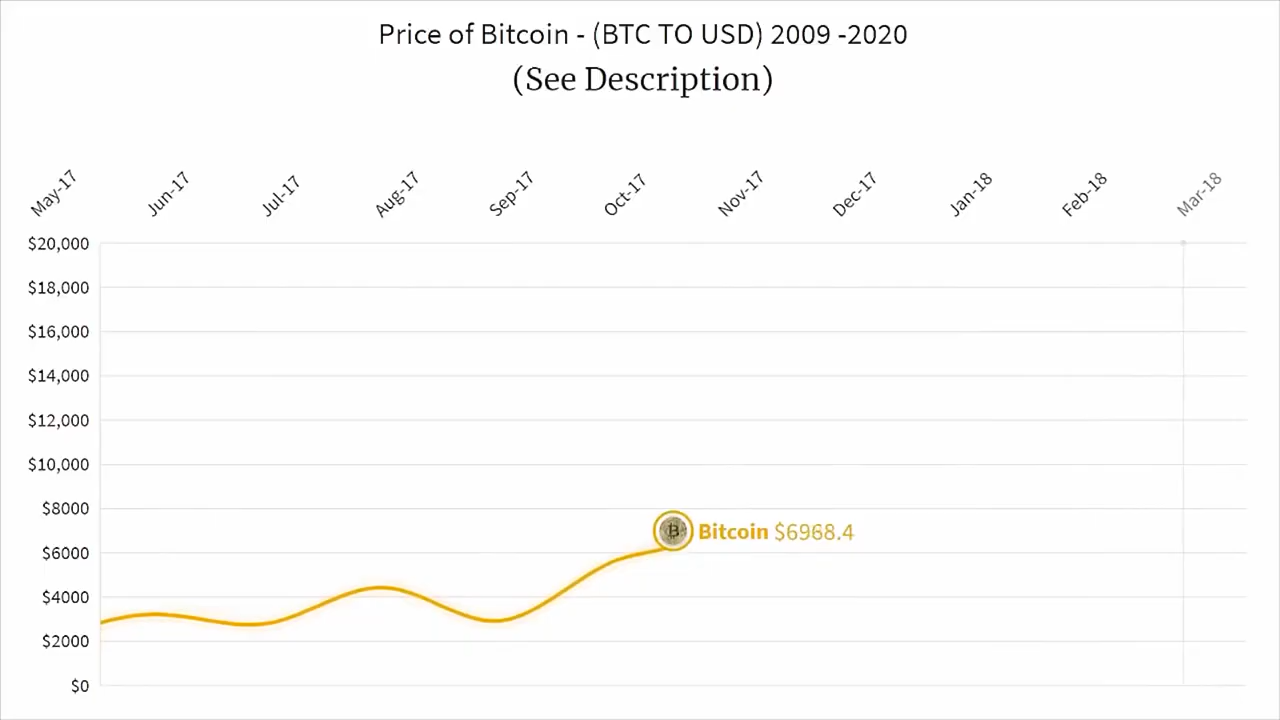 Price of Bitcoin - (BTC TO USD) 2009 -2020
(See Description)
May-17 Jun-17 Jul-17 Aug-17 Sep-17 Oct-17 Nov-17 Dec-17 Jan-18 Feb-18 Mar-18
$20,000
$18,000
$16,000
$14,000
$12,000
$10,000
$8000
Bitcoin $6968.4
$6000
$4000
$2000
$0